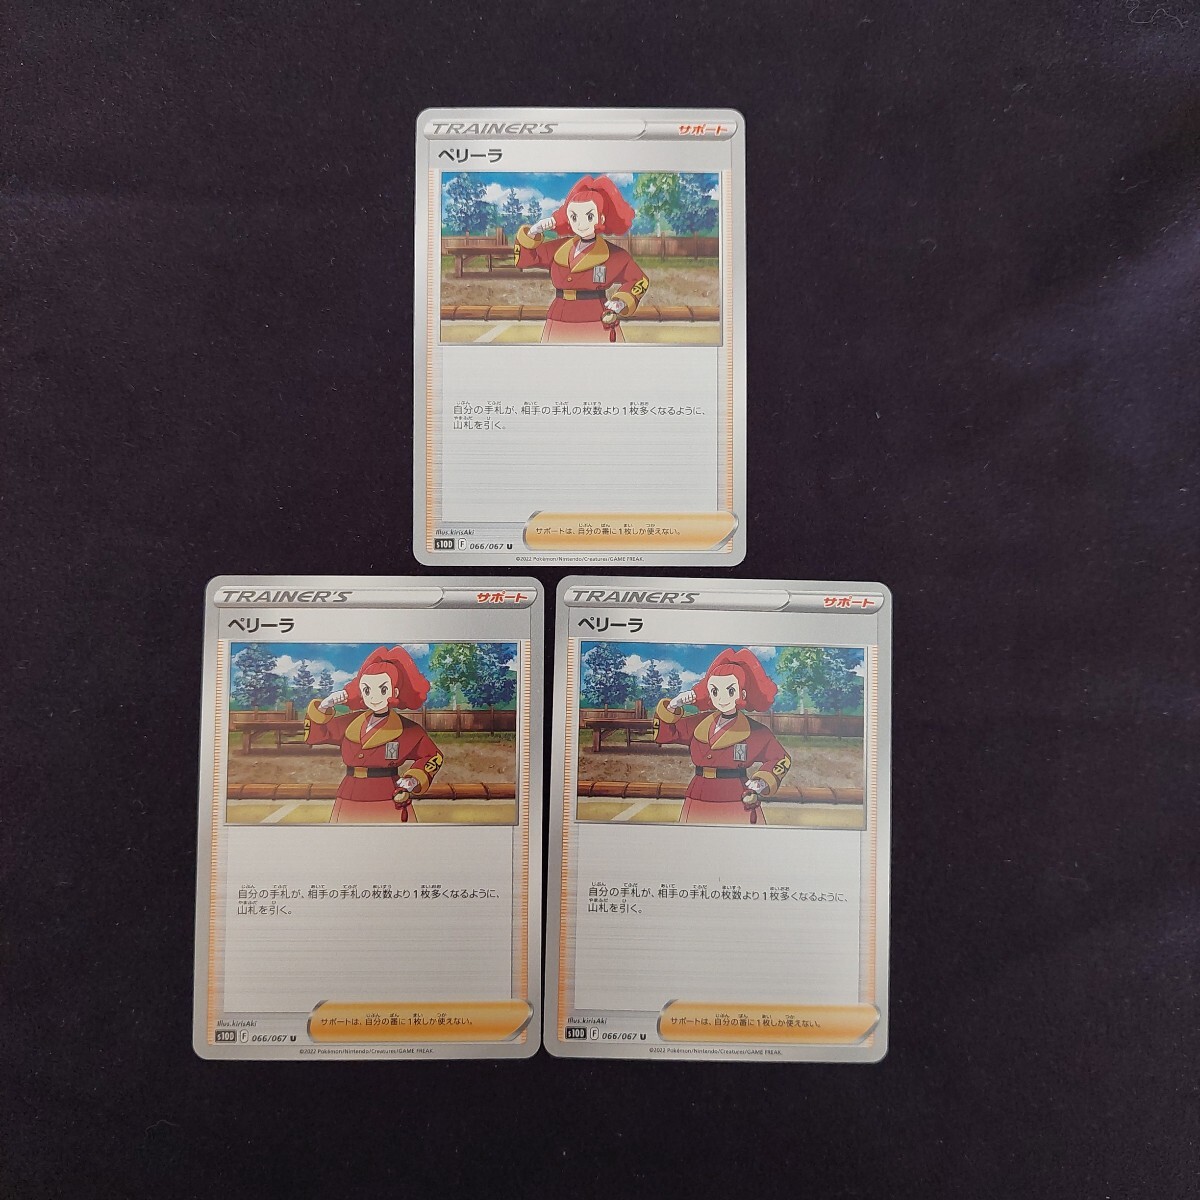 TRAINER'S サポート
ペリーラ
自分の手札が、相手の手札の枚数より1枚多くなるように、
山札を引く。
Illus.kirisAki
サポートは、自分の番に1枚しか使えない。
s10D F 066/067 U
©2022 Pokémon/Nintendo/Creatures/GAME FREAK.
TRAINER'S サポート
ペリーラ
自分の手札が、相手の手札の枚数より1枚多くなるように、
山札を引く。
Illus.kirisAki
サポートは、自分の番に1枚しか使えない。
s10D F 066/067 U
©2022 Pokémon/Nintendo/Creatures/GAME FREAK.
TRAINER'S サポート
ペリーラ
自分の手札が、相手の手札の枚数より1枚多くなるように、
山札を引く。
Illus.kirisAki
サポートは、自分の番に1枚しか使えない。
s10D F 066/067 U
©2022 Pokémon/Nintendo/Creatures/GAME FREAK.